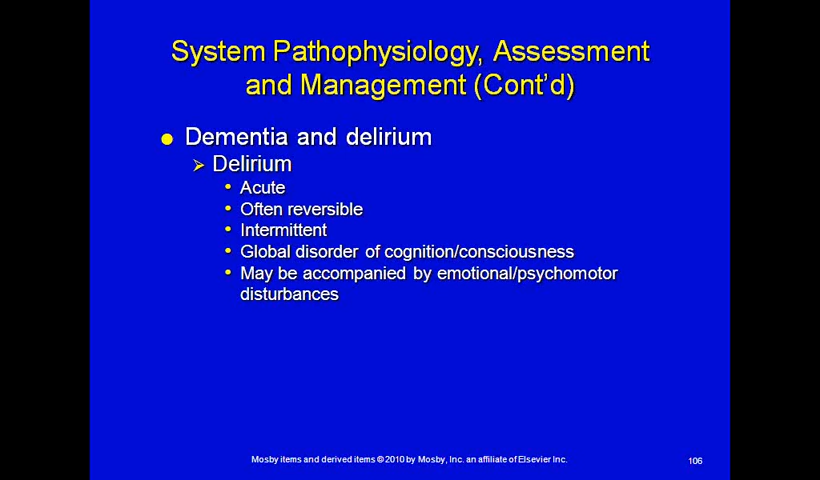 System Pathophysiology, Assessment
and Management (Cont'd)
Dementia and delirium
Delirium
Acute
Often reversible
Intermittent
Global disorder of cognition/consciousness
May be accompanied by emotional/psychomotor
disturbances
Mosby items and derived items © 2010 by Mosby, Inc. an affiliate of Elsevier Inc.
106